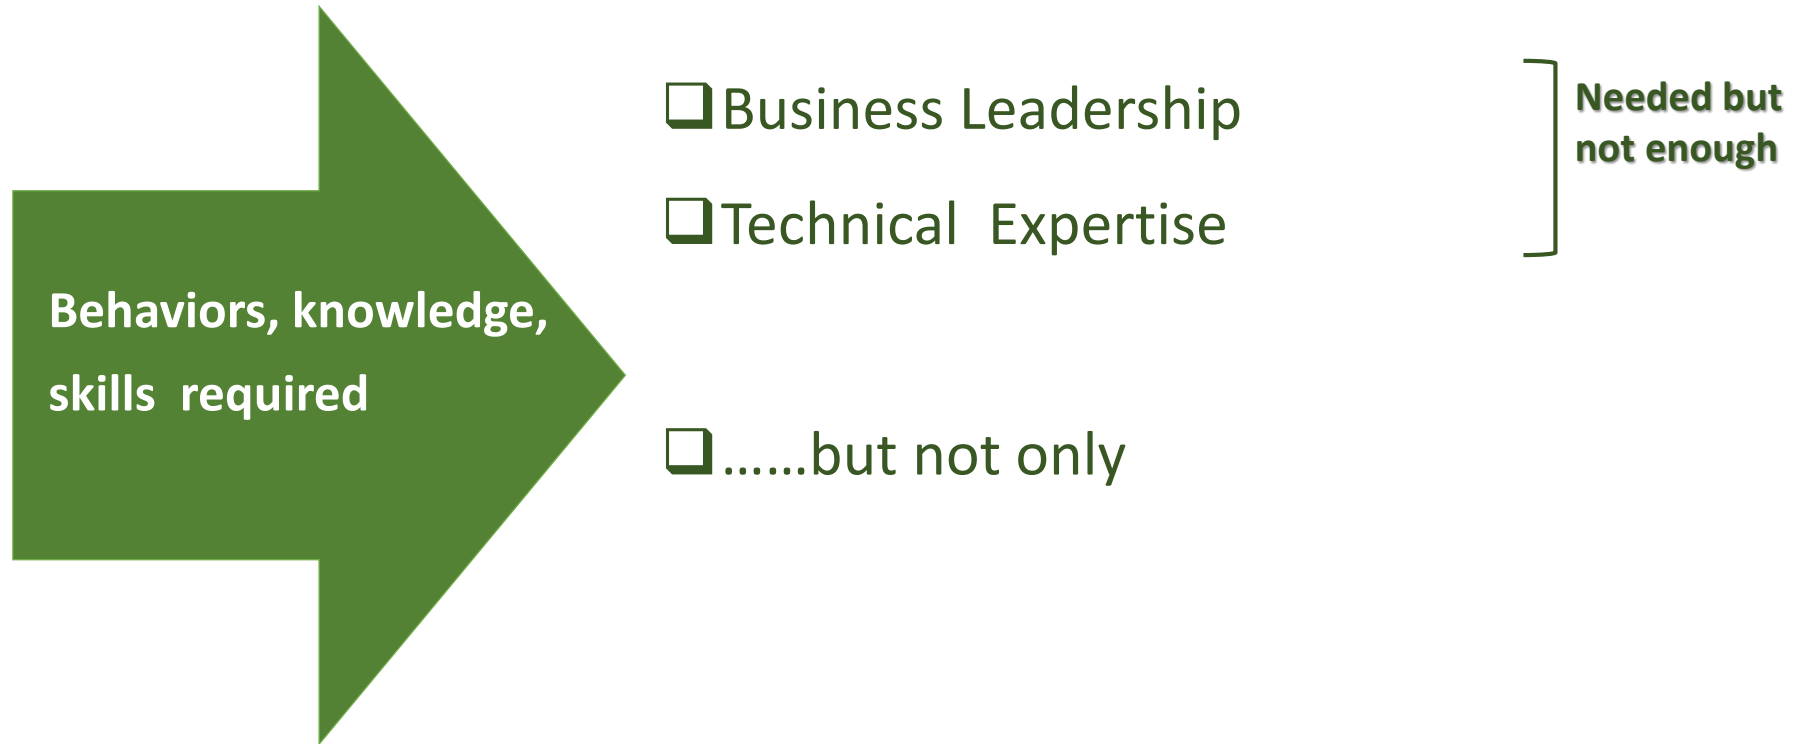 Behaviors, knowledge,
skills  required
❑Business Leadership
❑Technical  Expertise
❑……but not only
Needed but
not enough